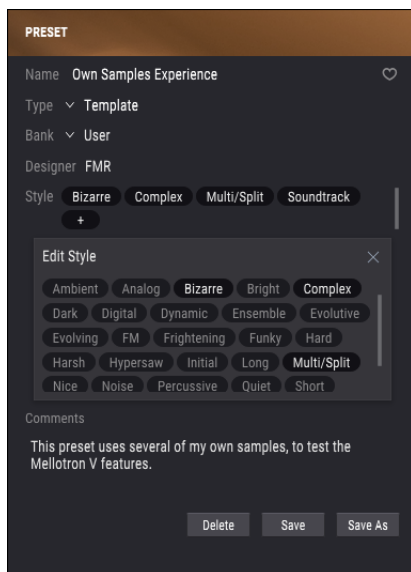 PRESET
Name Own Samples Experience
Type Template
Bank User
Designer FMR
Style Bizarre Complex Multi/Split Soundtrack
+
Edit Style
Ambient Analog Bizarre Bright Complex
Dark Digital Dynamic Ensemble Evolutive
Evolving FM Frightening Funky Hard
Harsh Hypersaw Initial Long Multi/Split
Nice Noise Percussive Quiet Short
Comments
This preset uses several of my own samples, to test the
Mellotron V features.
Delete Save Save As